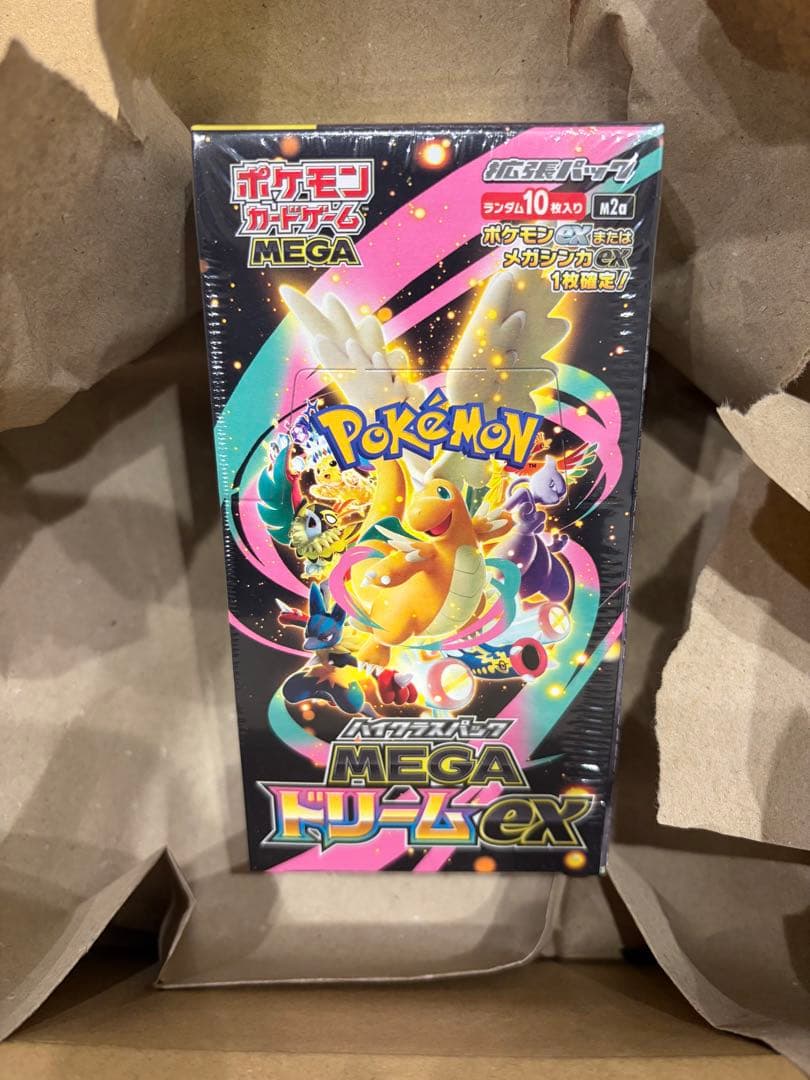 ポケモン
カードゲーム
MEGA
拡張パック
ランダム10枚入り M2a
ポケモンexまたは
メガシンカex
1枚確定!
POKéMON
TM
ハイクラスパック
MEGA
ドリームex